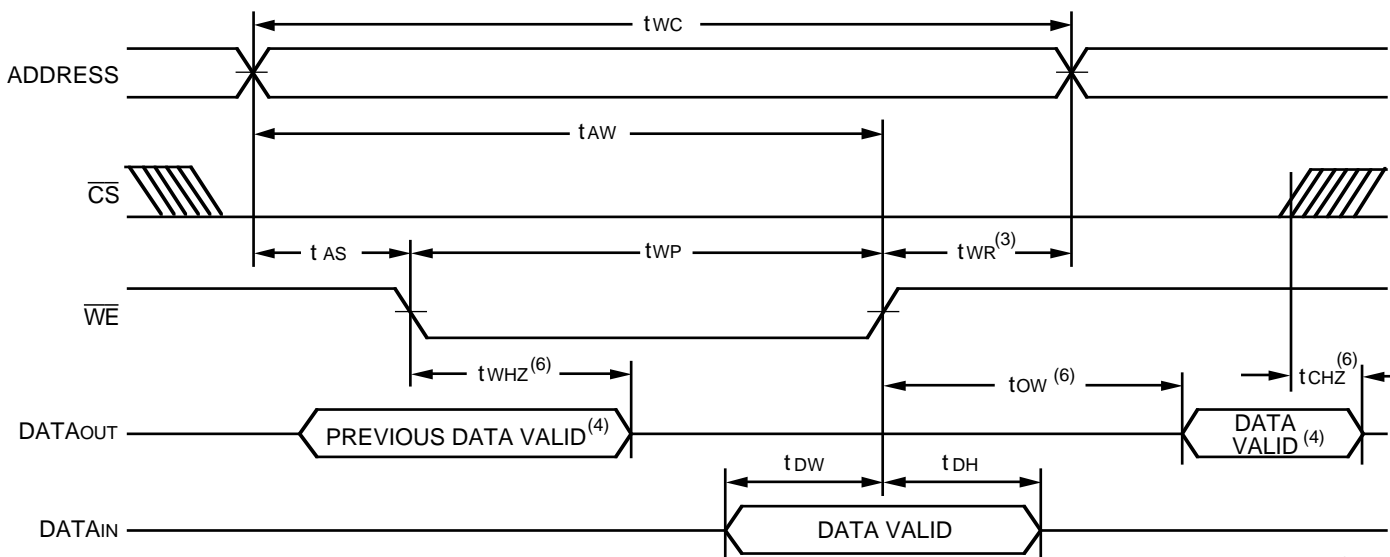 tWC
ADDRESS
tAW
CS
tAS
tWP
tWR(3)
WE
tWHZ(6)
tOW (6)
tCHZ(6)
DATAOUT
PREVIOUS DATA VALID(4)
DATA
VALID (4)
tDW
tDH
DATAIN
DATA VALID